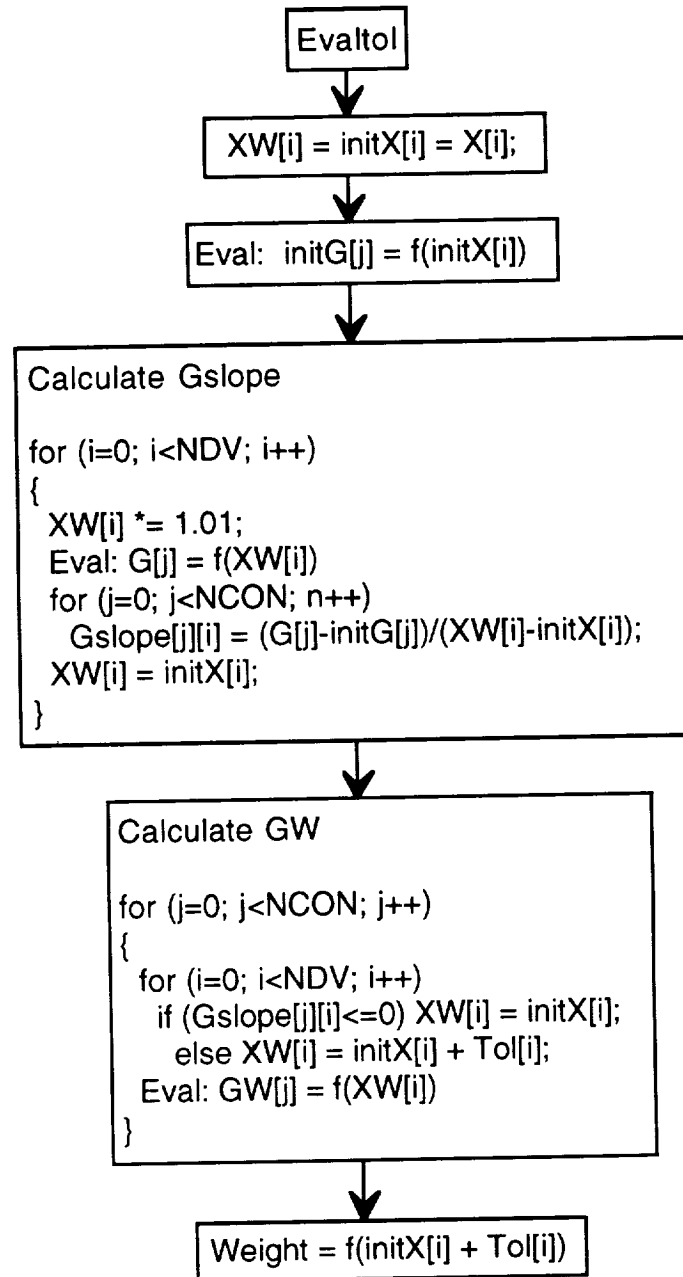 Evaltol
XW[i] = initX[i] = X[i];
Eval: initG[j] = f(initX[i])
Calculate Gslope
for (i=0; i<NDV; i++)
{
XW[i] *= 1.01;
Eval: G[j] = f(XW[i])
for (j=0; j<NCON; n++)
Gslope[j][i] = (G[j]-initG[j])/(XW[i]-initX[i]);
XW[i] = initX[i];
}
Calculate GW
for (j=0; j<NCON; j++)
{
for (i=0; i<NDV; i++)
if (Gslope[j][i]<=0) XW[i] = initX[i];
else XW[i] = initX[i] + Tol[i];
Eval: GW[j] = f(XW[i])
}
Weight = f(initX[i] + Tol[i])